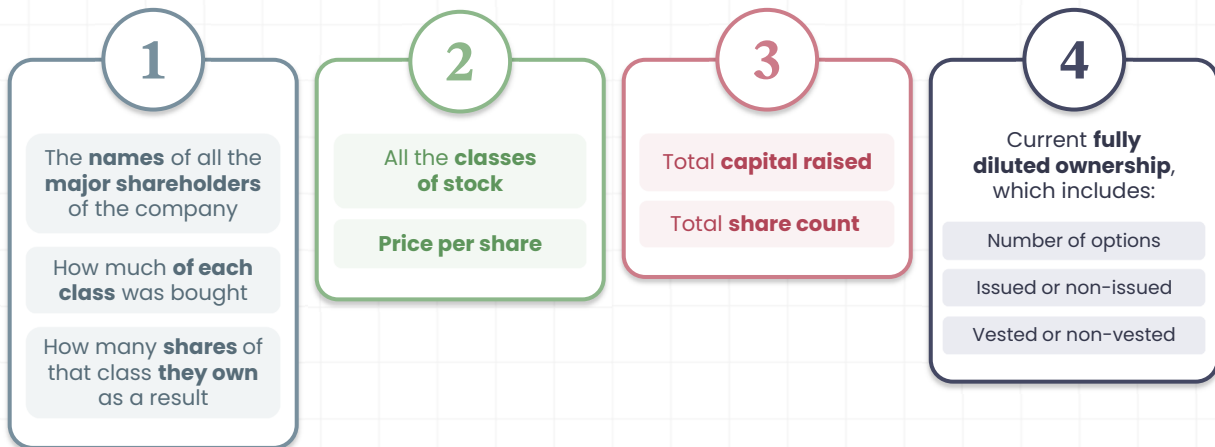 1
The names of all the
major shareholders
of the company
How much of each
class was bought
How many shares of
that class they own
as a result
2
All the classes
of stock
Price per share
3
Total capital raised
Total share count
4
Current fully
diluted ownership,
which includes:
Number of options
Issued or non-issued
Vested or non-vested